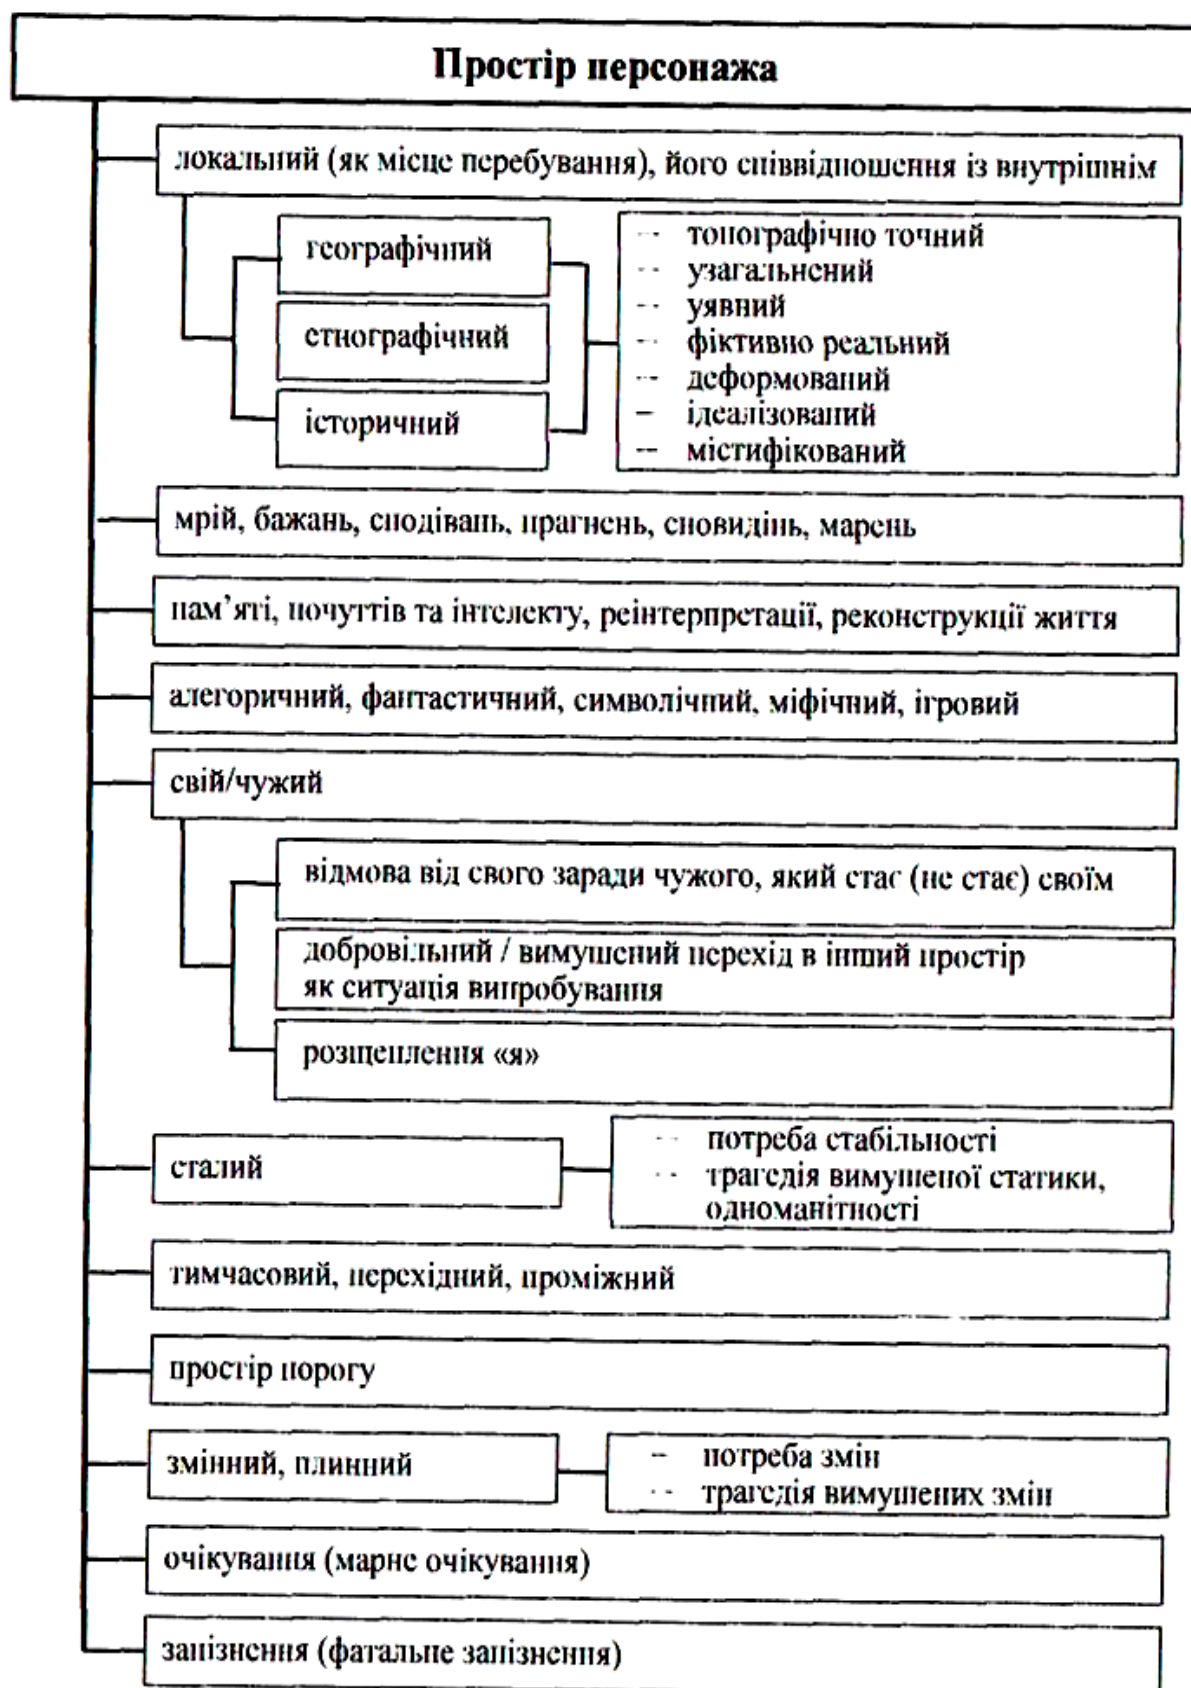 Простір персонажа
локальний (як місце перебування), його співвідношення із внутрішнім
географічний
етнографічний
історичний
-- топографічно точний
-- узагальнений
-- уявний
-- фіктивно реальний
-- деформований
– ідеалізований
-- містифікований
мрій, бажань, сподівань, прагнень, сновидінь, марень
пам’яті, почуттів та інтелекту, реінтерпретації, реконструкції життя
алегоричний, фантастичний, символічний, міфічний, ігровий
свій/чужий
відмова від свого заради чужого, який стає (не стає) своїм
добровільний / вимушений перехід в інший простір
як ситуація випробування
розщеплення «я»
сталий
-- потреба стабільності
-- трагедія вимушеної статики,
одноманітності
тимчасовий, перехідний, проміжний
простір порогу
змінний, плинний
– потреба змін
-- трагедія вимушених змін
очікування (марне очікування)
запізнення (фатальне запізнення)